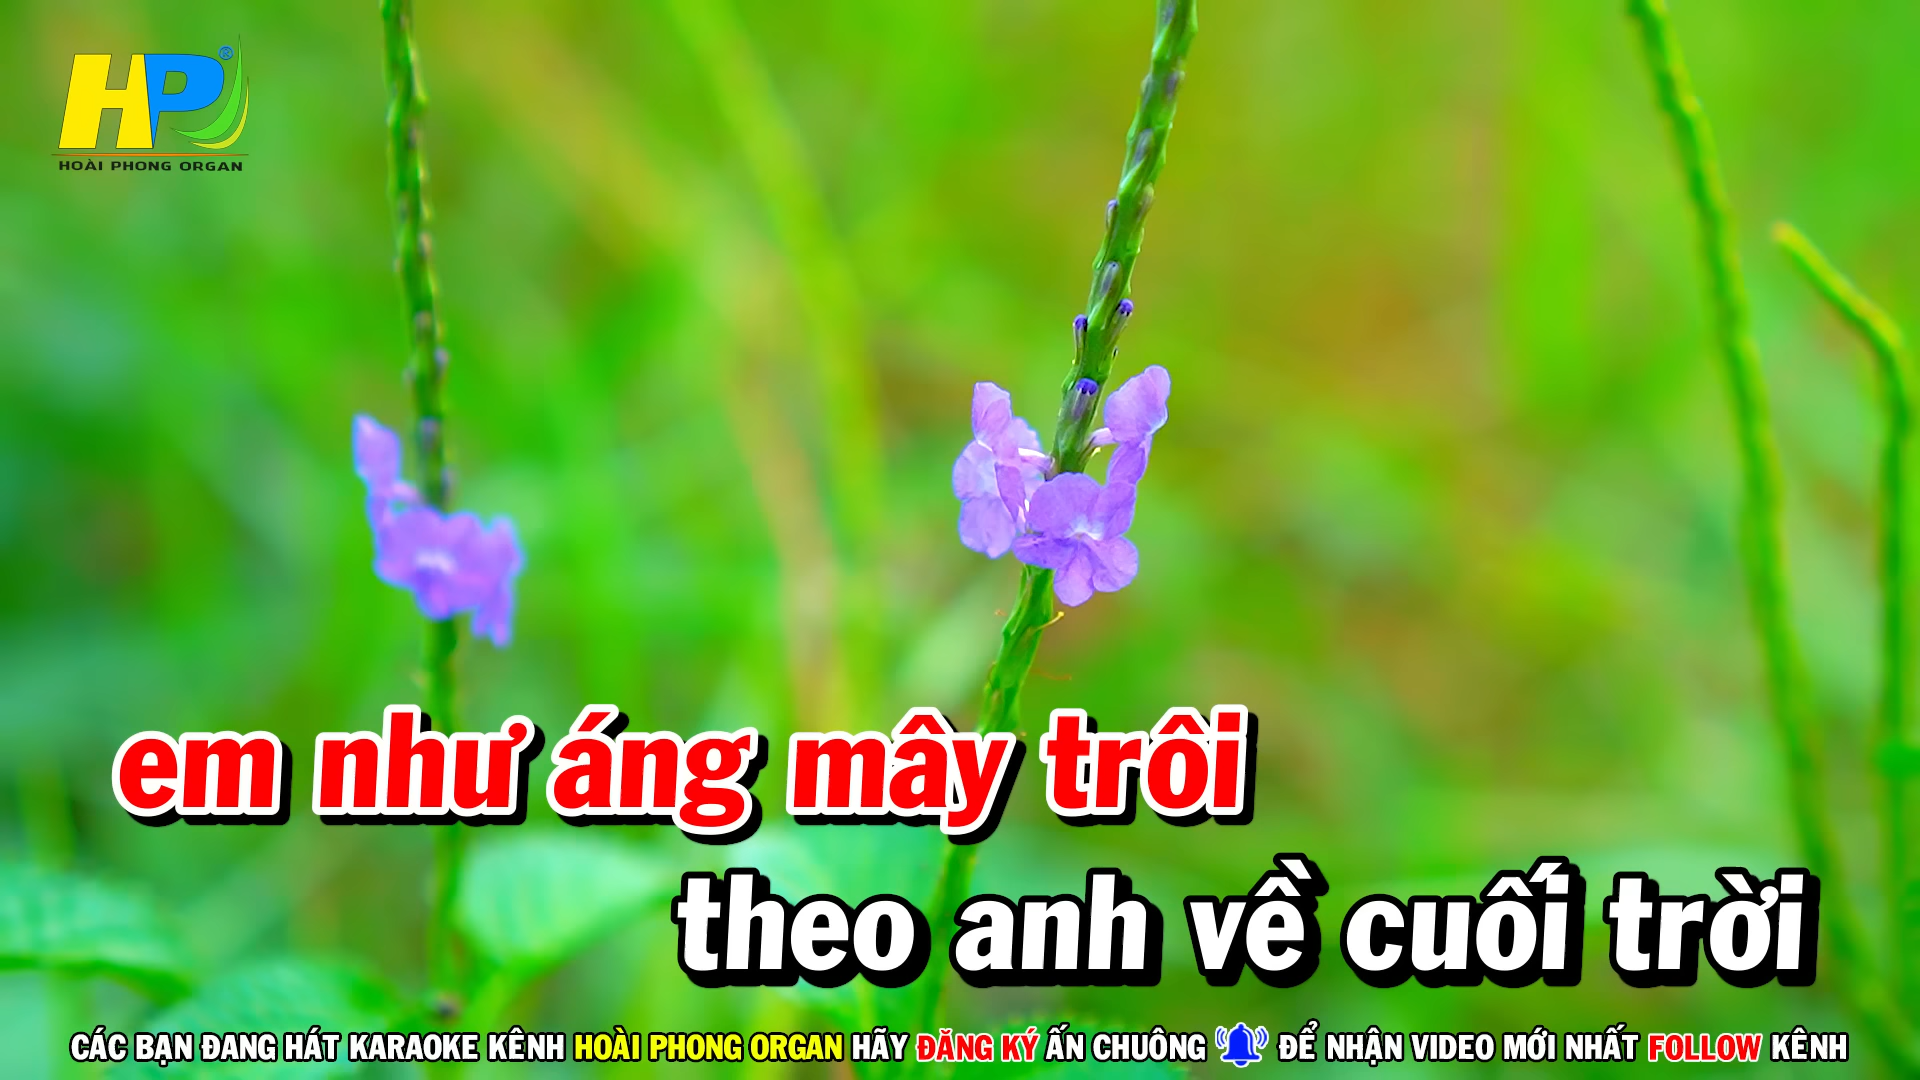 HP®
HOÀI PHONG ORGAN
em như áng mây trôi
theo anh về cuối trời
CÁC BẠN ĐANG HÁT KARAOKE KÊNH HOÀI PHONG ORGAN HÃY ĐĂNG KÝ ẤN CHUÔNG ĐỂ NHẬN VIDEO MỚI NHẤT FOLLOW KÊNH